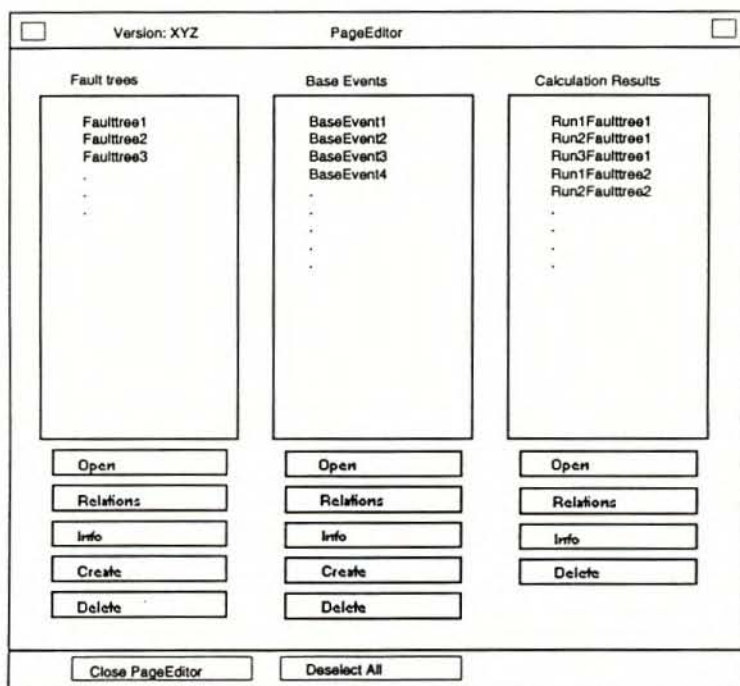 Version: XYZ PageEditor
Fault trees
Faulttree1
Faulttree2
Faulttree3
.
.
.
Open
Relations
Info
Create
Delete
Base Events
BaseEvent1
BaseEvent2
BaseEvent3
BaseEvent4
.
.
.
.
.
Open
Relations
Info
Create
Delete
Calculation Results
Run1Faulttree1
Run2Faulttree1
Run3Faulttree1
Run1Faulttree2
Run2Faulttree2
.
.
.
.
Open
Relations
Info
Delete
Close PageEditor
Deselect All